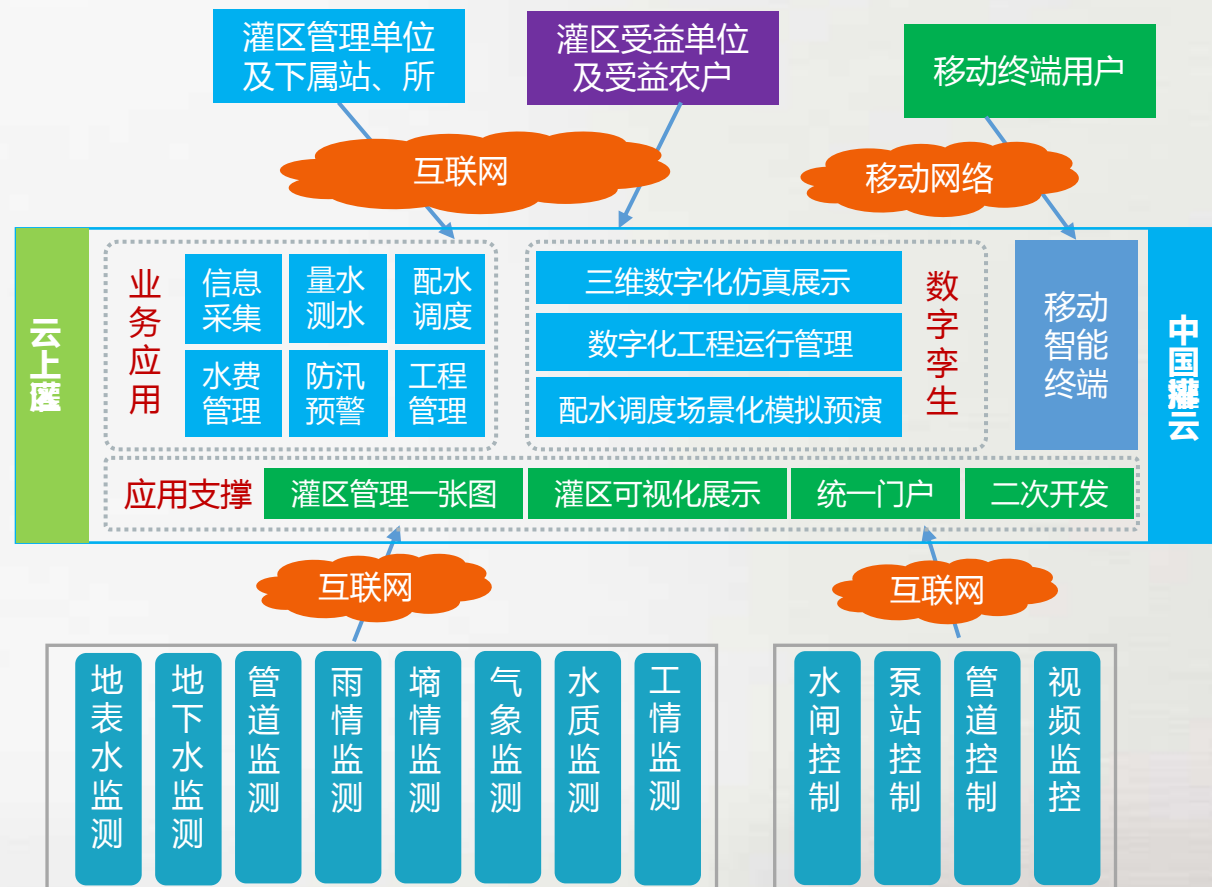 灌区管理单位
及下属站、所
灌区受益单位
及受益农户
移动终端用户
互联网
移动网络
云上灌区
业务应用
信息
采集
量水
测水
配水
调度
水费
管理
防汛
预警
工程
管理
三维数字化仿真展示
数字化工程运行管理
配水调度场景化模拟预演
数字孪生
移动
智能
终端
中国灌云
应用支撑
灌区管理一张图
灌区可视化展示
统一门户
二次开发
互联网
互联网
地表水监测
地下水监测
管道监测
雨情监测
墒情监测
气象监测
水质监测
工情监测
水闸控制
泵站控制
管道控制
视频监控